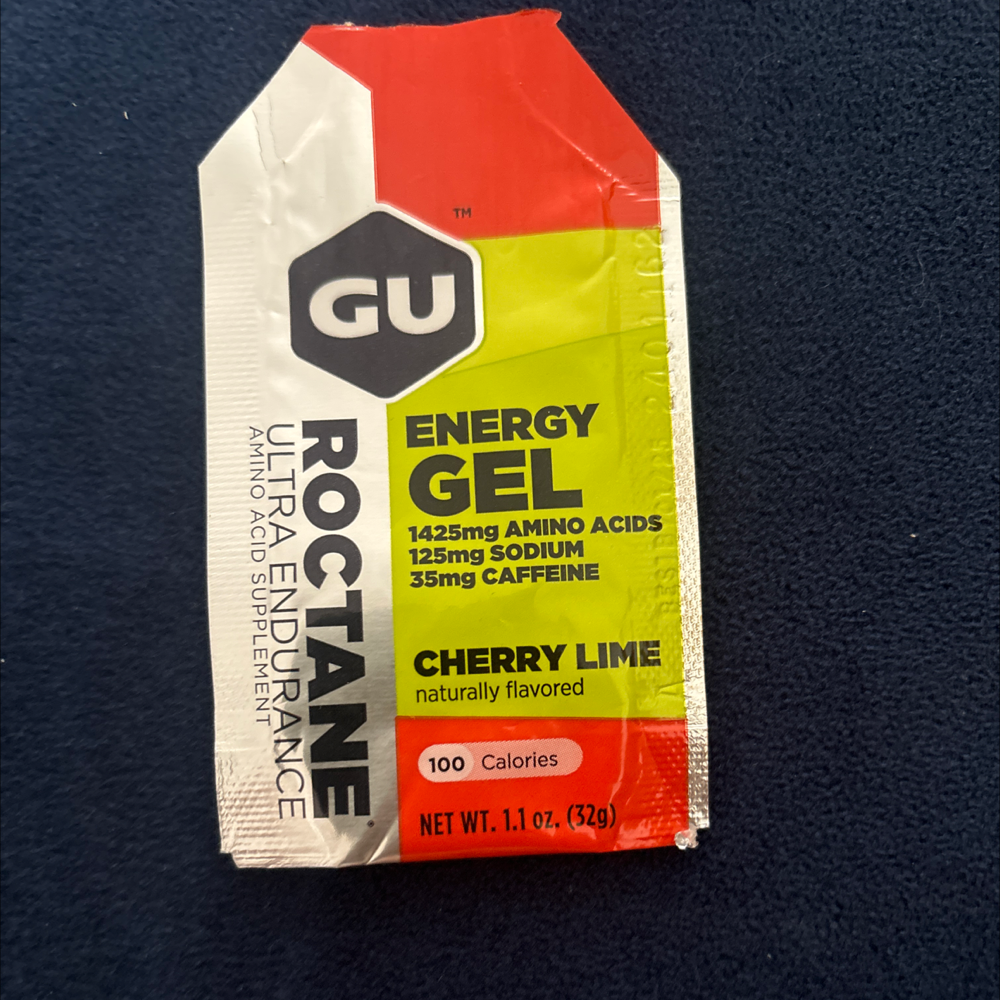 TM
GU
ROCTANE
ULTRA ENDURANCE
AMINO ACID SUPPLEMENT
ENERGY
GEL
1425mg AMINO ACIDS
125mg SODIUM
35mg CAFFEINE
CHERRY LIME
naturally flavored
100 Calories
NET WT. 1.1 oz. (32g)